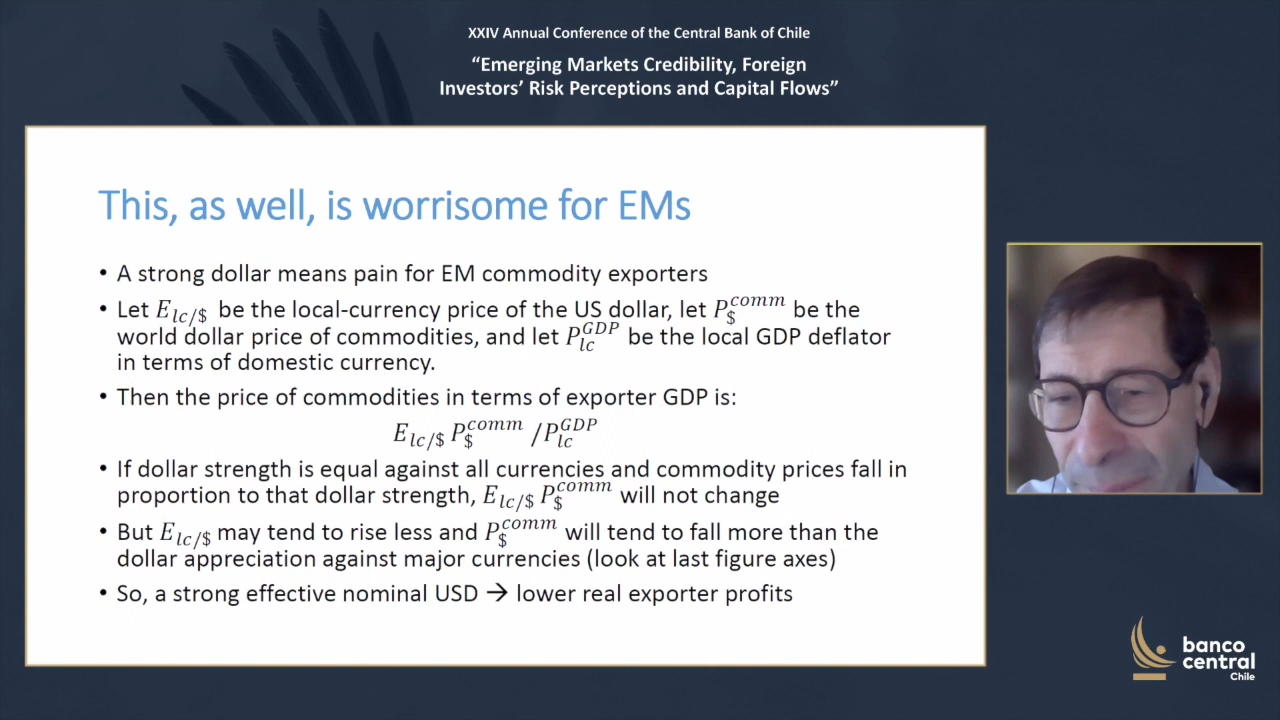 XXIV Annual Conference of the Central Bank of Chile
“Emerging Markets Credibility, Foreign
Investors’ Risk Perceptions and Capital Flows”
This, as well, is worrisome for EMs
• A strong dollar means pain for EM commodity exporters
• Let E_{lc/$} be the local-currency price of the US dollar, let P_$^{comm} be the
world dollar price of commodities, and let P_{lc}^{GDP} be the local GDP deflator
in terms of domestic currency.
• Then the price of commodities in terms of exporter GDP is:
E_{lc/$} P_$^{comm} /P_{lc}^{GDP}
• If dollar strength is equal against all currencies and commodity prices fall in
proportion to that dollar strength, E_{lc/$} P_$^{comm} will not change
• But E_{lc/$} may tend to rise less and P_$^{comm} will tend to fall more than the
dollar appreciation against major currencies (look at last figure axes)
• So, a strong effective nominal USD → lower real exporter profits
banco
central
Chile